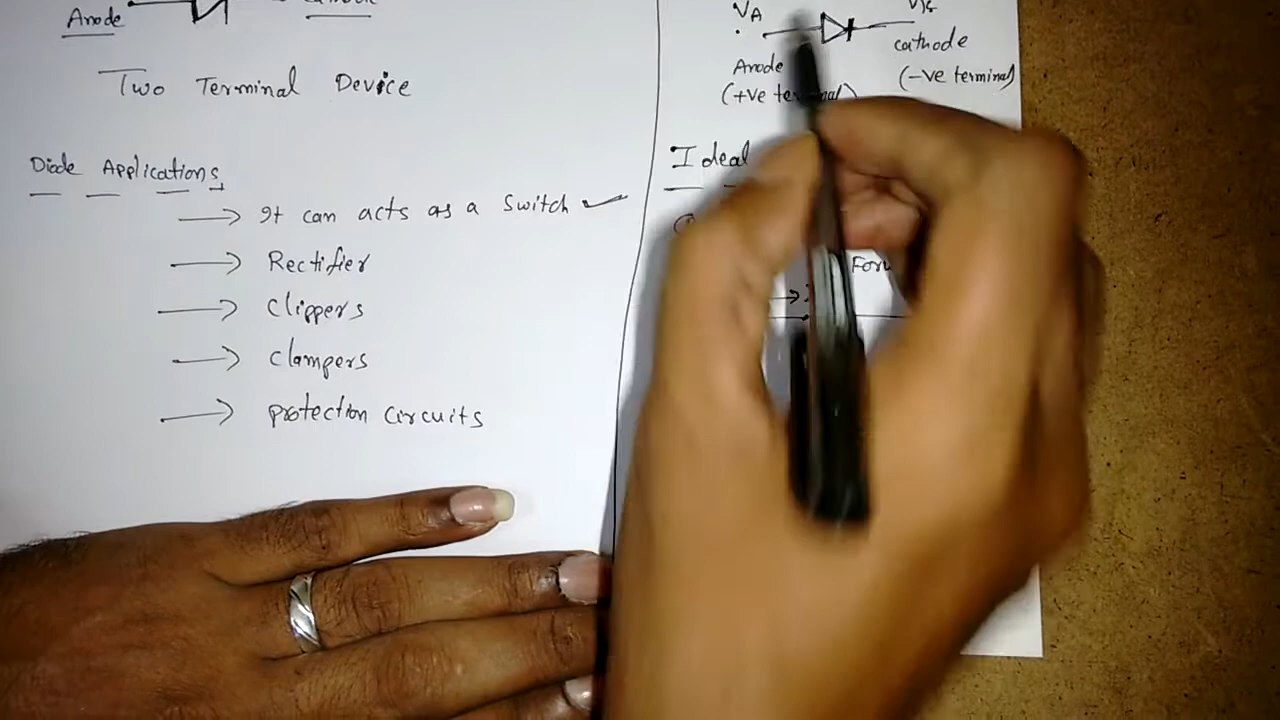 Anode
Two Terminal Device
Diode Applications
It can acts as a Switch
Rectifier
Clippers
Clampers
protection Circuits
VA
Anode
cathode
(-ve terminal)
(+ve terminal)
Ideal